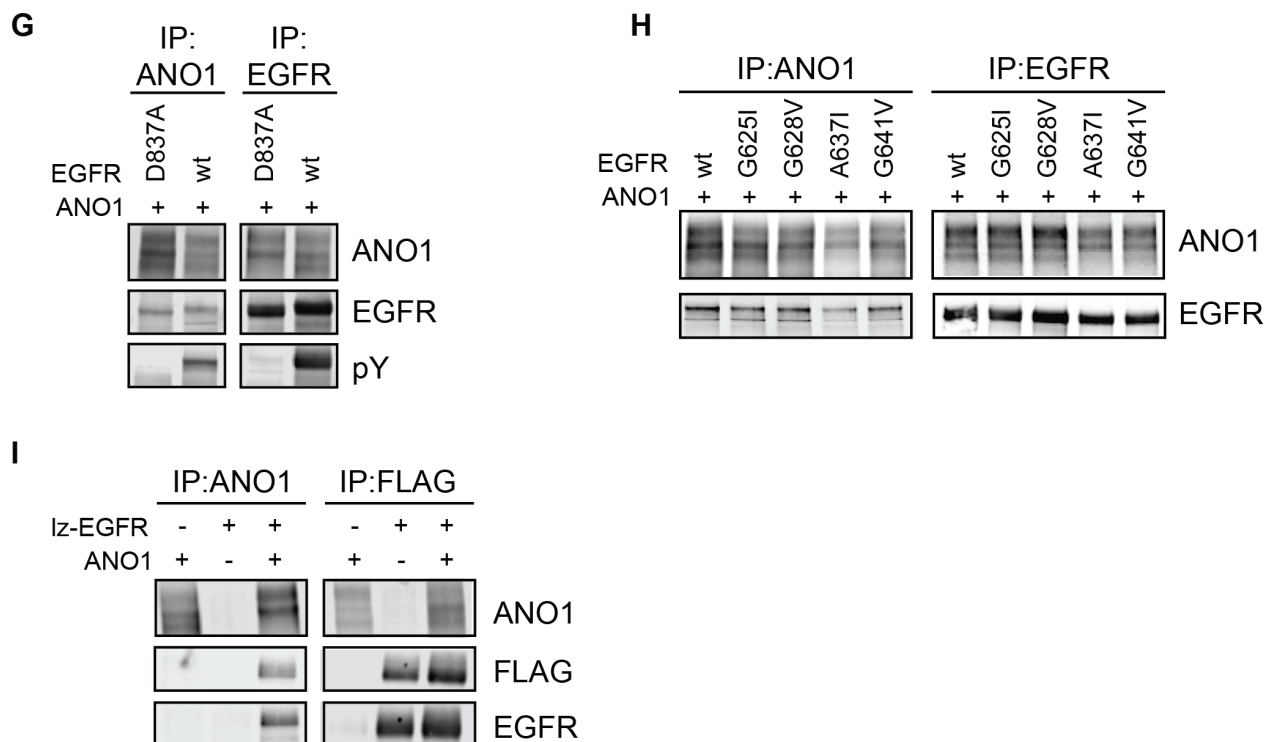 G
IP: IP:
ANO1 EGFR
EGFR D837A wt D837A wt
ANO1 + + + +
ANO1
EGFR
pY
H
IP:ANO1 IP:EGFR
EGFR wt G625I G628V A637I G641V wt G625I G628V A637I G641V
ANO1 + + + + + + + + + +
ANO1
EGFR
I
IP:ANO1 IP:FLAG
lz-EGFR - + + - + +
ANO1 + - + + - +
ANO1
FLAG
EGFR